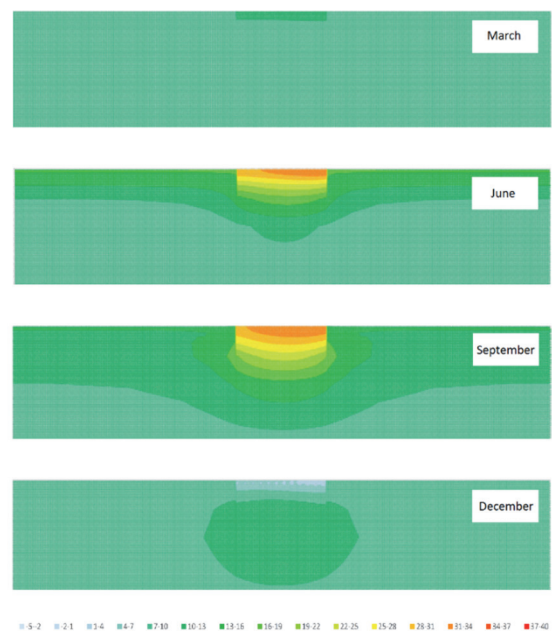 March
June
September
December
-5--2 -2-1 1-4 4-7 7-10 10-13 13-16 16-19 19-22 22-25 25-28 28-31 31-34 34-37 37-40